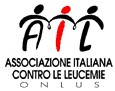 AIL
ASSOCIAZIONE ITALIANA
CONTRO LE LEUCEMIE
ONLUS